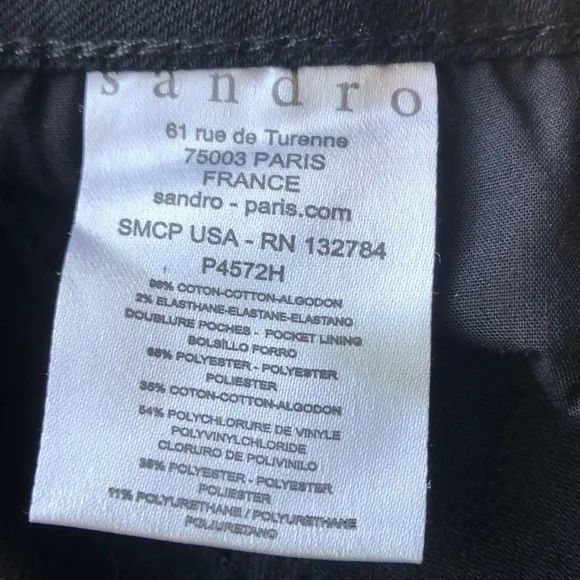 sandro
61 rue de Turenne
75003 PARIS
FRANCE
sandro - paris.com
SMCP USA - RN 132784
P4572H
98% COTON-COTTON-ALGODON
2% ELASTHANE-ELASTANE-ELASTANO
DOUBLURE POCHES - POCKET LINING
BOLSILLO FORRO
65% POLYESTER - POLYESTER
POLIESTER
35% COTON-COTTON-ALGODON
54% POLYCHLORURE DE VINYLE
POLYVINYLCHLORIDE
CLORURO DE POLIVINILO
35% POLYESTER - POLYESTER
POLIESTER
11% POLYURETHANE / POLYURETHANE
POLIURETANO